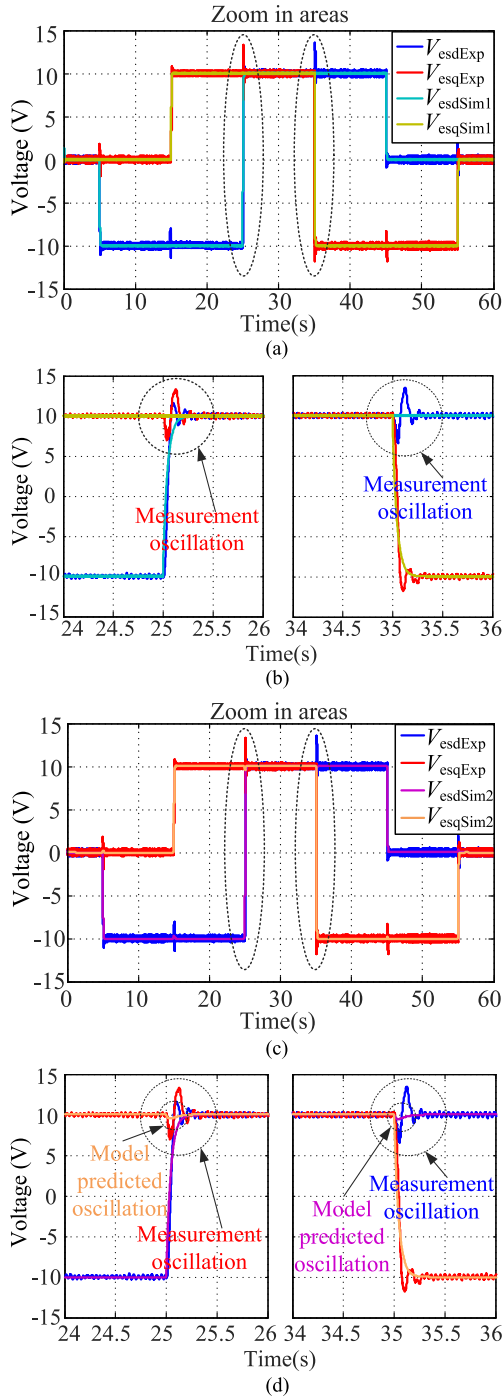 Zoom in areas
15
10
5
0
-5
-10
-15
Voltage (V)
VesdExp
VesqExp
VesdSim1
VesqSim1
0 10 20 30 40 50 60
Time(s)
(a)
15
10
5
0
-5
-10
-15
Voltage (V)
Measurement
oscillation
Measurement
oscillation
24 24.5 25 25.5 26
34 34.5 35 35.5 36
Time(s)
(b)
Zoom in areas
15
10
5
0
-5
-10
-15
Voltage (V)
VesdExp
VesqExp
VesdSim2
VesqSim2
0 10 20 30 40 50 60
Time(s)
(c)
15
10
5
0
-5
-10
-15
Voltage (V)
Model
predicted
oscillation
Measurement
oscillation
Measurement
oscillation
Model
predicted
oscillation
24 24.5 25 25.5 26
34 34.5 35 35.5 36
Time(s)
(d)